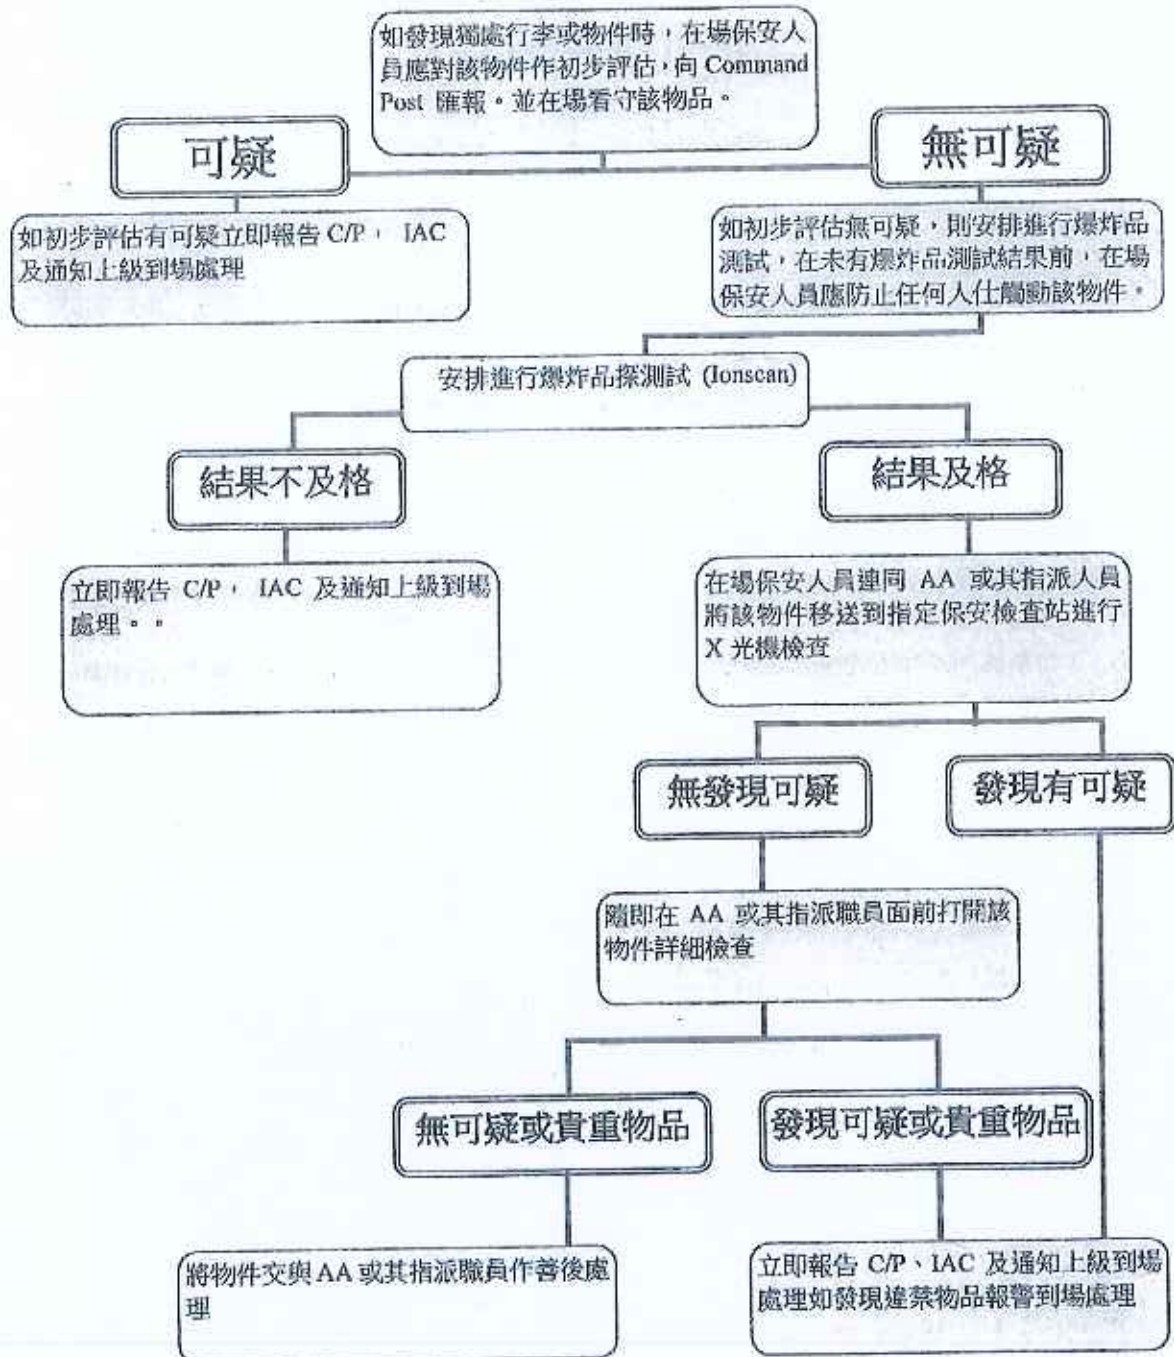 如發現獨處行李或物件時，在場保安人
員應對該物件作初步評估，向 Command
Post 匯報。並在場看守該物品。
可疑
無可疑
如初步評估有可疑立即報告 C/P， IAC
及通知上級到場處理
如初步評估無可疑，則安排進行爆炸品
測試，在未有爆炸品測試結果前，在場
保安人員應防止任何人仕觸動該物件。
安排進行爆炸品探測試 (Ionscan)
結果不及格
結果及格
立即報告 C/P， IAC 及通知上級到場
處理。。
在場保安人員連同 AA 或其指派人員
將該物件移送到指定保安檢查站進行
X 光機檢查
無發現可疑
發現有可疑
隨即在 AA 或其指派職員面前打開該
物件詳細檢查
無可疑或貴重物品
發現可疑或貴重物品
將物件交與 AA 或其指派職員作善後處
理
立即報告 C/P、IAC 及通知上級到場
處理如發現違禁物品報警到場處理